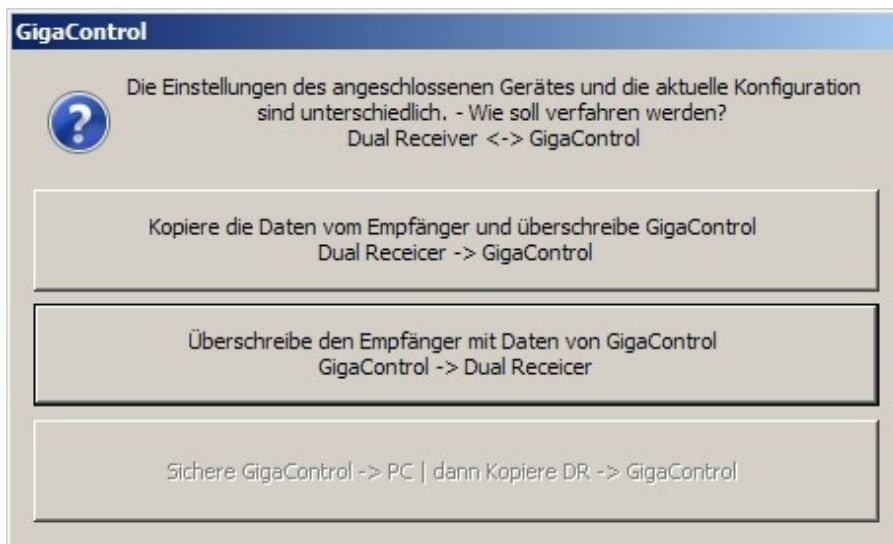 GigaControl
Die Einstellungen des angeschlossenen Gerätes und die aktuelle Konfiguration
sind unterschiedlich. - Wie soll verfahren werden?
Dual Receiver <-> GigaControl
Kopiere die Daten vom Empfänger und überschreibe GigaControl
Dual Receicer -> GigaControl
Überschreibe den Empfänger mit Daten von GigaControl
GigaControl -> Dual Receicer
Sichere GigaControl -> PC | dann Kopiere DR -> GigaControl